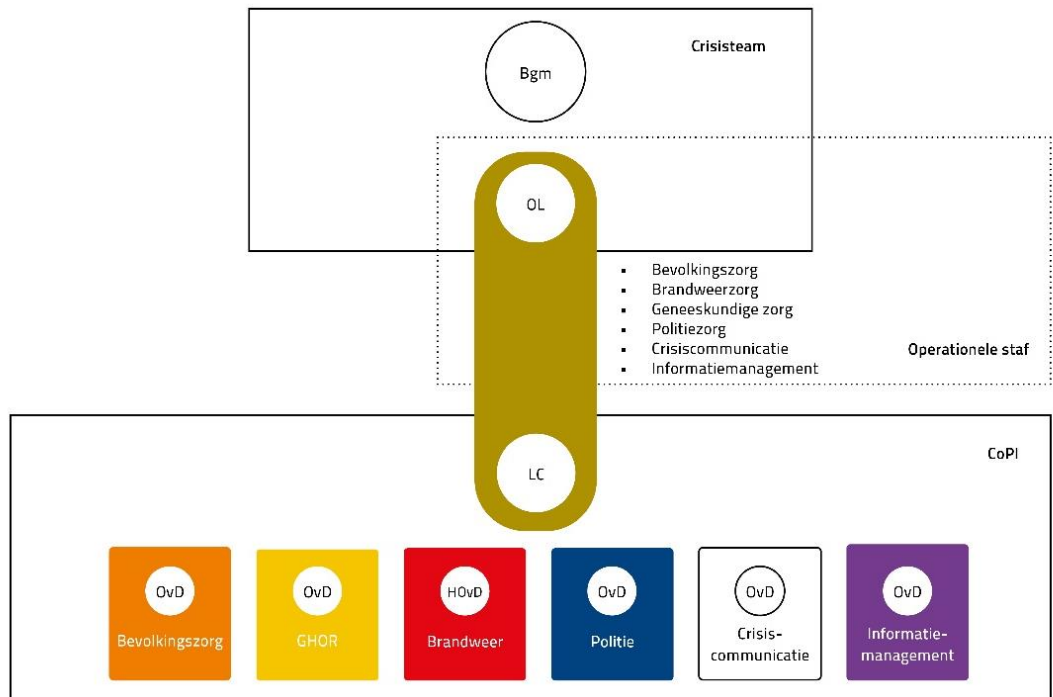 Crisisteam
Bgm
OL
▪ Bevolkingszorg
▪ Brandweerzorg
▪ Geneeskundige zorg
▪ Politiezorg
▪ Crisiscommunicatie
▪ Informatiemanagement
Operationele staf
CoPI
LC
OvD
Bevolkingszorg
OvD
GHOR
HOvD
Brandweer
OvD
Politie
OvD
Crisis-
communicatie
OvD
Informatie-
management